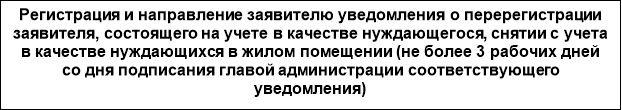 Регистрация и направление заявителю уведомления о перерегистрации
заявителя, состоящего на учете в качестве нуждающегося, снятии с учета
в качестве нуждающихся в жилом помещении (не более 3 рабочих дней
со дня подписания главой администрации соответствующего
уведомления)